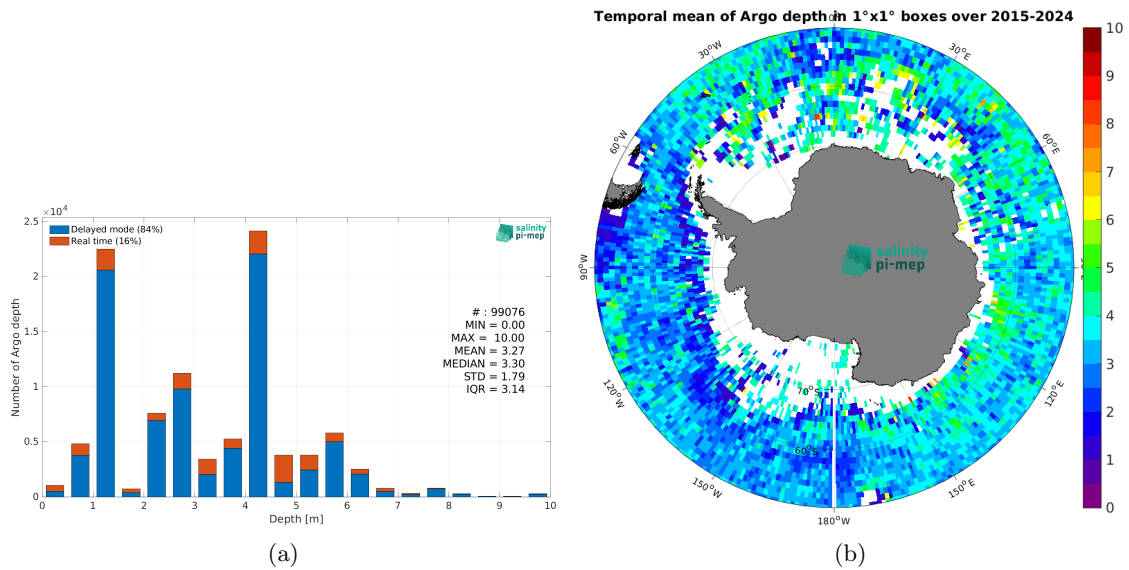 ×10⁴
2.5
2
1.5
1
0.5
0
Number of Argo depth
Delayed mode (84%)
Real time (16%)
salinity
pi-mep
# : 99076
MIN = 0.00
MAX = 10.00
MEAN = 3.27
MEDIAN = 3.30
STD = 1.79
IQR = 3.14
0 1 2 3 4 5 6 7 8 9 10
Depth [m]
(a)
Temporal mean of Argo depth in 1°x1° boxes over 2015-2024
30°W
30°E
60°W
60°E
90°W
salinity
pi-mep
120°W
120°E
70°S
60°S
150°W
150°E
180°W
10
9
8
7
6
5
4
3
2
1
0
(b)